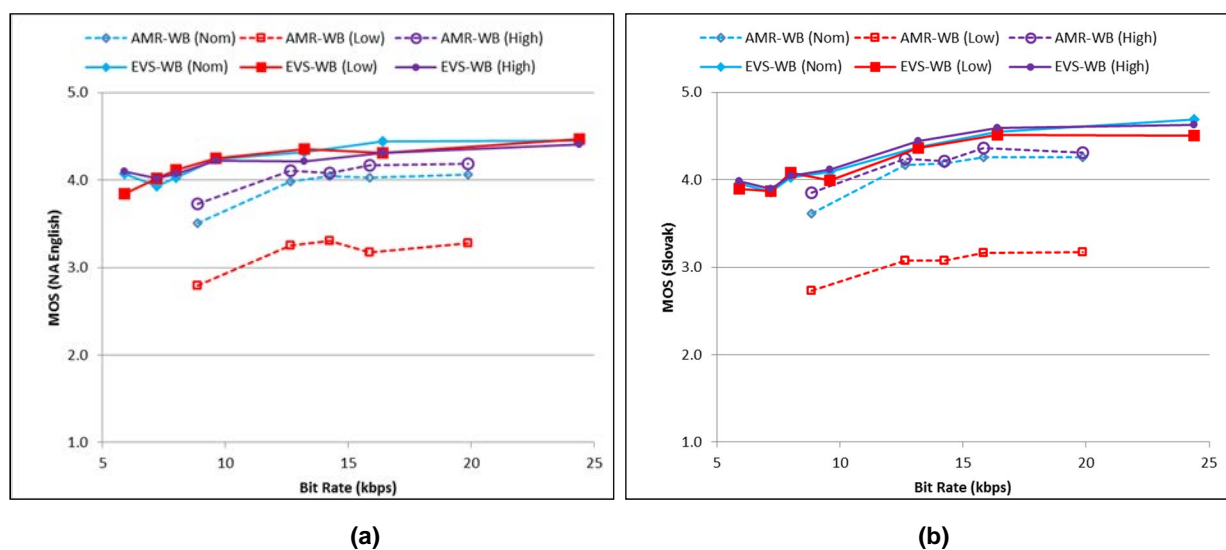 AMR-WB (Nom) AMR-WB (Low) AMR-WB (High)
EVS-WB (Nom) EVS-WB (Low) EVS-WB (High)
5.0
4.0
3.0
2.0
1.0
MOS (NA English)
5 10 15 20 25
Bit Rate (kbps)
(a)
AMR-WB (Nom) AMR-WB (Low) AMR-WB (High)
EVS-WB (Nom) EVS-WB (Low) EVS-WB (High)
5.0
4.0
3.0
2.0
1.0
MOS (Slovak)
5 10 15 20 25
Bit Rate (kbps)
(b)